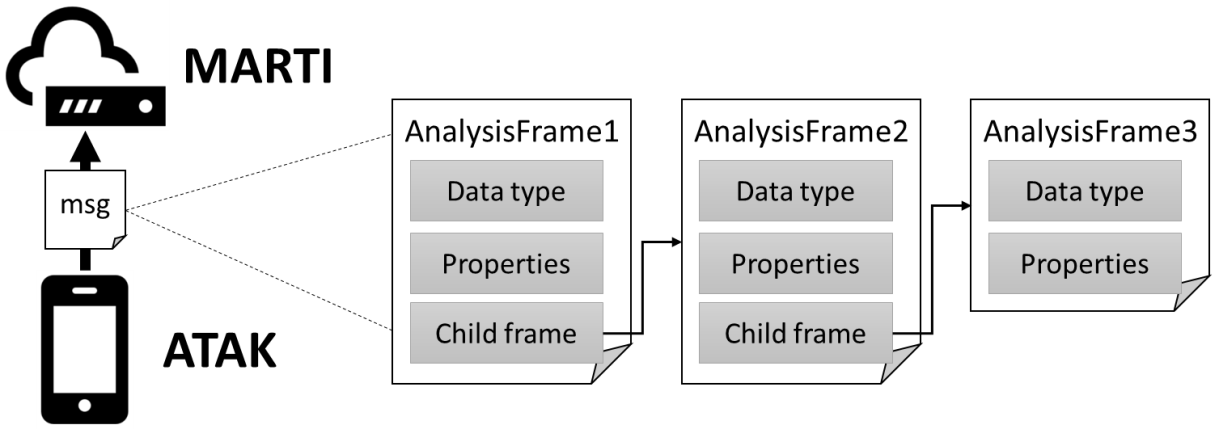 MARTI
msg
ATAK
AnalysisFrame1
Data type
Properties
Child frame
AnalysisFrame2
Data type
Properties
Child frame
AnalysisFrame3
Data type
Properties